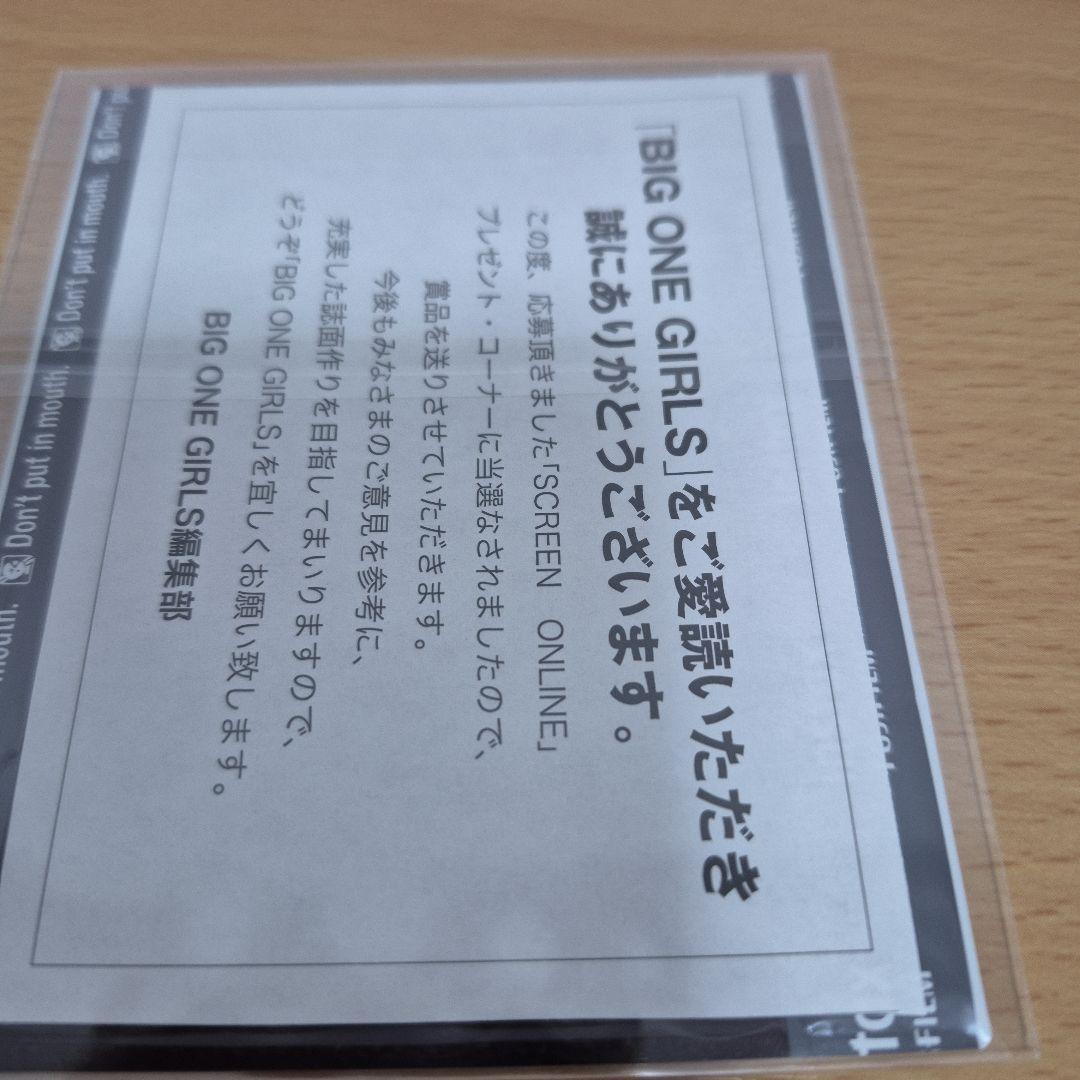 「BIG ONE GIRLS」をご愛読いただき
誠にありがとうございます。
この度、応募頂きました「SCREEN ONLINE」
プレゼント・コーナーに当選なされましたので、
賞品を送りさせていただきます。
今後もみなさまのご意見を参考に、
充実した誌面作りを目指してまいりますので、
どうぞ「BIG ONE GIRLS」を宜しくお願い致します。
BIG ONE GIRLS編集部
Don't put in mouth.
Don't put in mouth.
Don't
mouth.